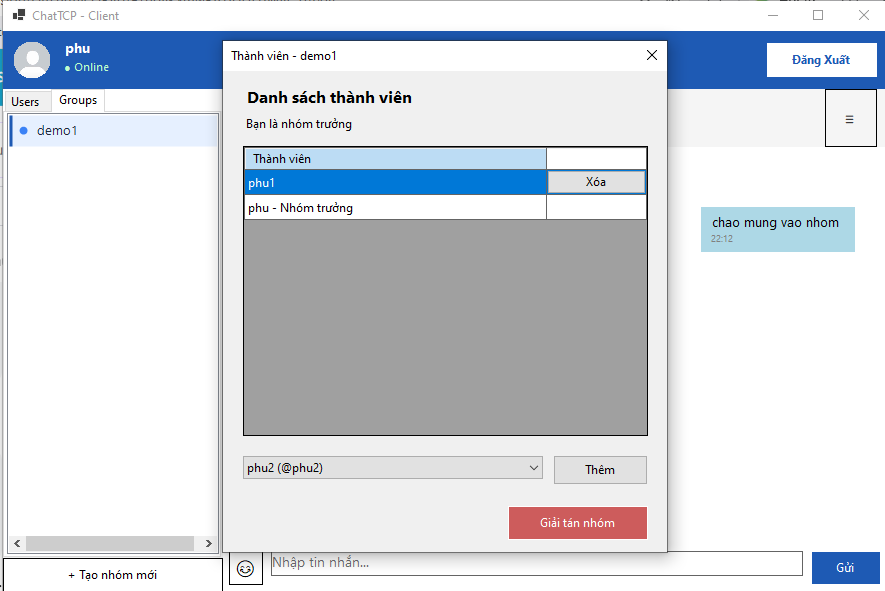 ChatTCP - Client
phu
Online
Đăng Xuất
Users
Groups
demo1
Thành viên - demo1
Danh sách thành viên
Bạn là nhóm trưởng
Thành viên
phu1
Xóa
phu - Nhóm trưởng
phu2 (@phu2)
Thêm
Giải tán nhóm
chao mung vao nhom
22:12
+ Tạo nhóm mới
Nhập tin nhắn...
Gửi